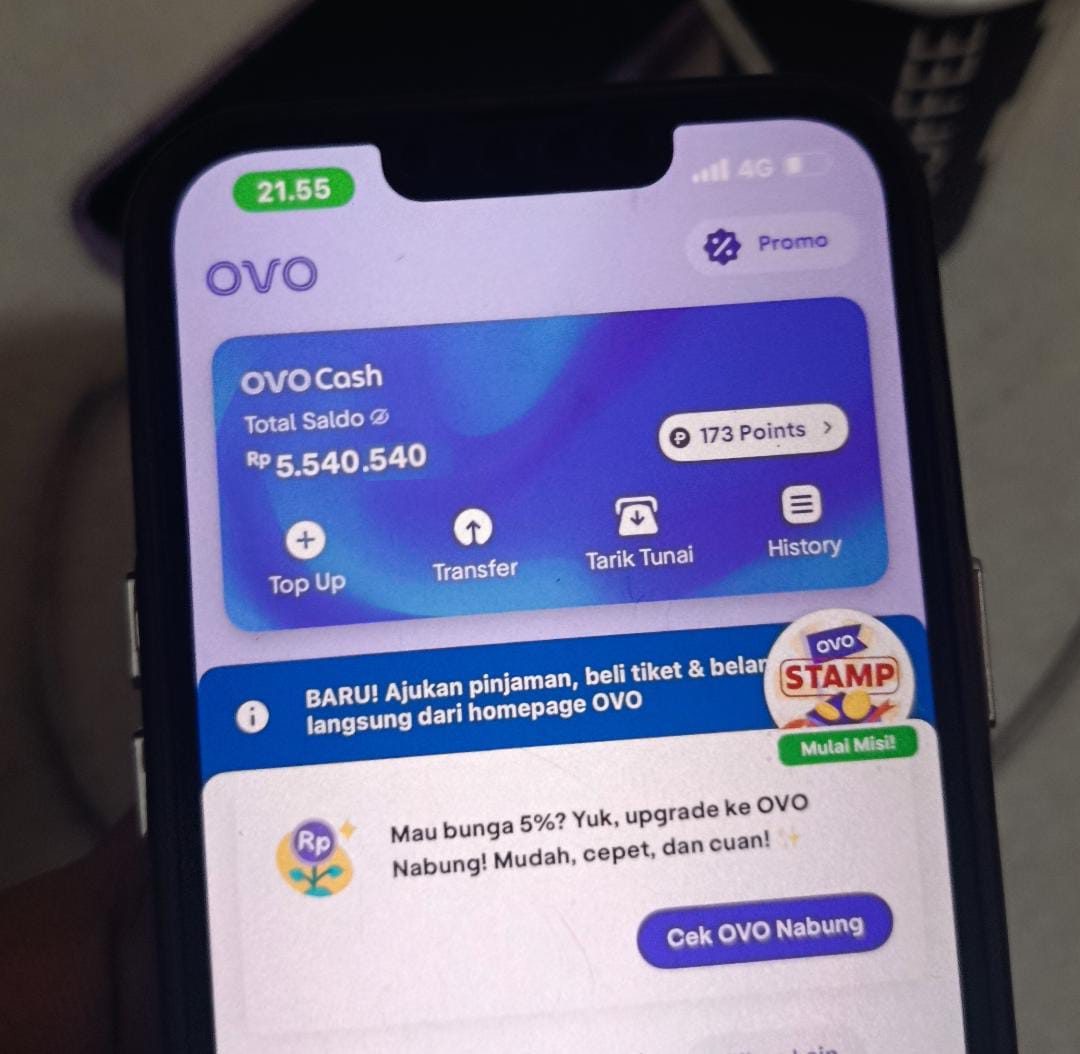 21.55
4G
OVO
Promo
OVO Cash
Total Saldo
Rp 5.540.540
173 Points
Top Up
Transfer
Tarik Tunai
History
BARU! Ajukan pinjaman, beli tiket & belan
langsung dari homepage OVO
OVO
STAMP
Mulai Misi!
Rp
Mau bunga 5%? Yuk, upgrade ke OVO
Nabung! Mudah, cepet, dan cuan!
Cek OVO Nabung